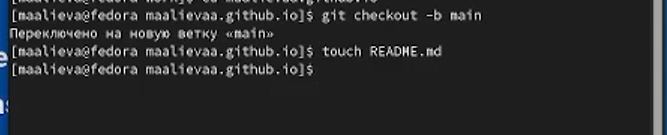 [maalieva@fedora maalievaa.github.io]$ git checkout -b main
Переключено на новую ветку «main»
[maalieva@fedora maalievaa.github.io]$ touch README.md
[maalieva@fedora maalievaa.github.io]$